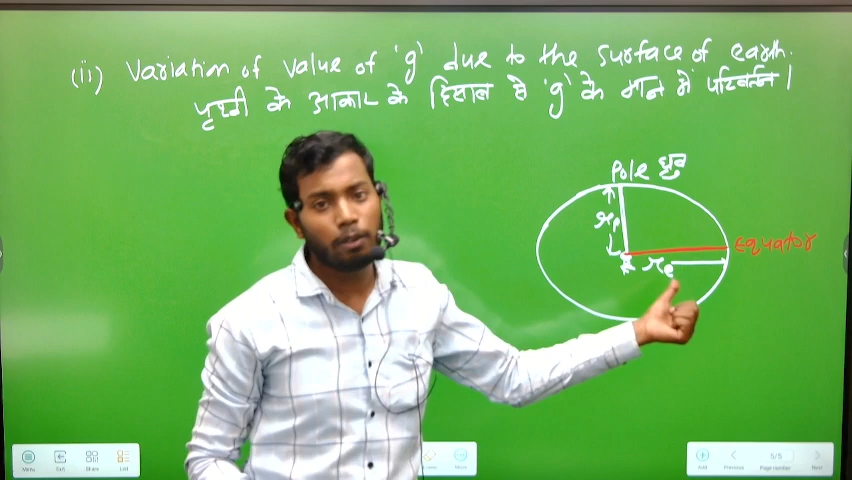 (ii) Variation of value of 'g' due to the surface of earth.
पृथ्वी के आकार के हिसाब से 'g' के मान में परिवर्तन।
Pole ध्रुव
rp
Equator
re
Menu
Exit
Share
List
Move
Add
Previous
5/5
Page number
Next